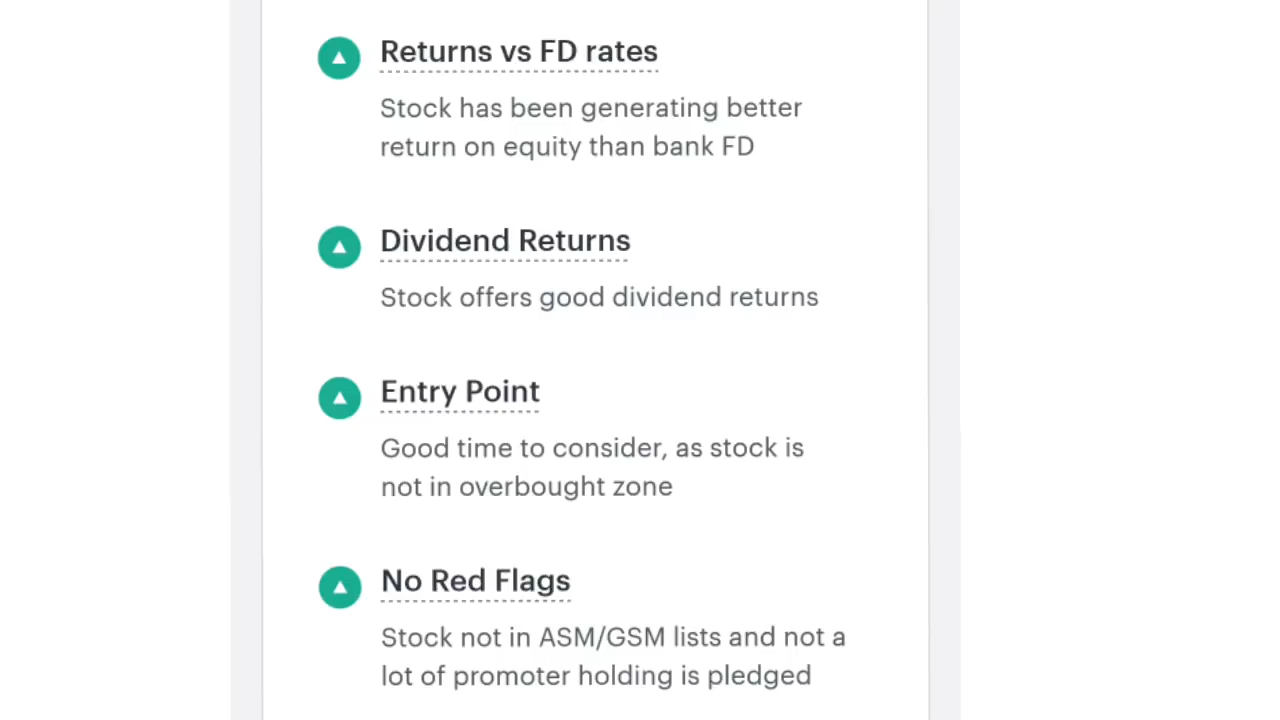 Returns vs FD rates
Stock has been generating better
return on equity than bank FD
Dividend Returns
Stock offers good dividend returns
Entry Point
Good time to consider, as stock is
not in overbought zone
No Red Flags
Stock not in ASM/GSM lists and not a
lot of promoter holding is pledged